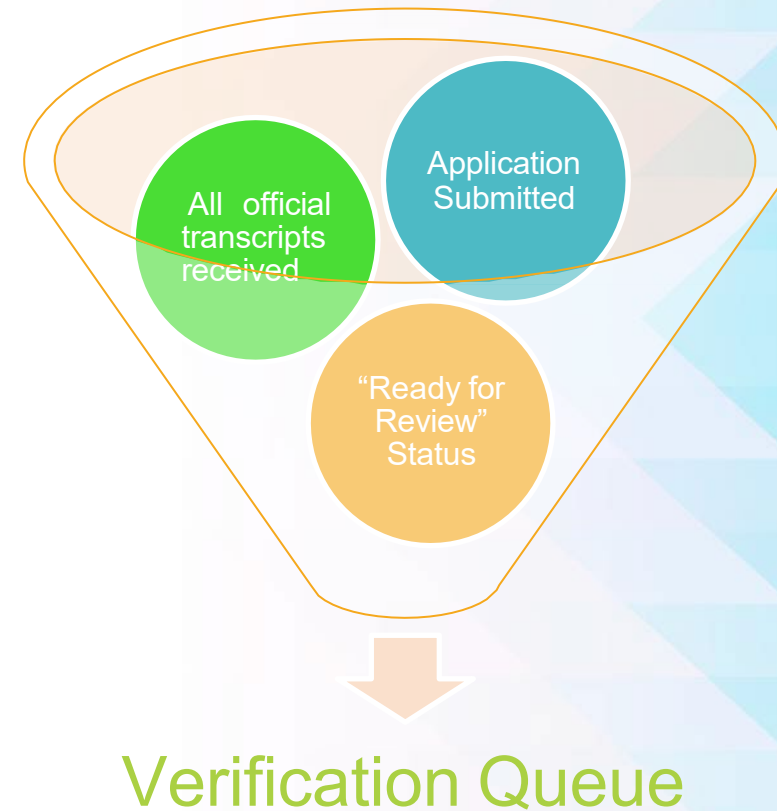 Application
Submitted
All official
transcripts
received
“Ready for
Review”
Status
Verification Queue